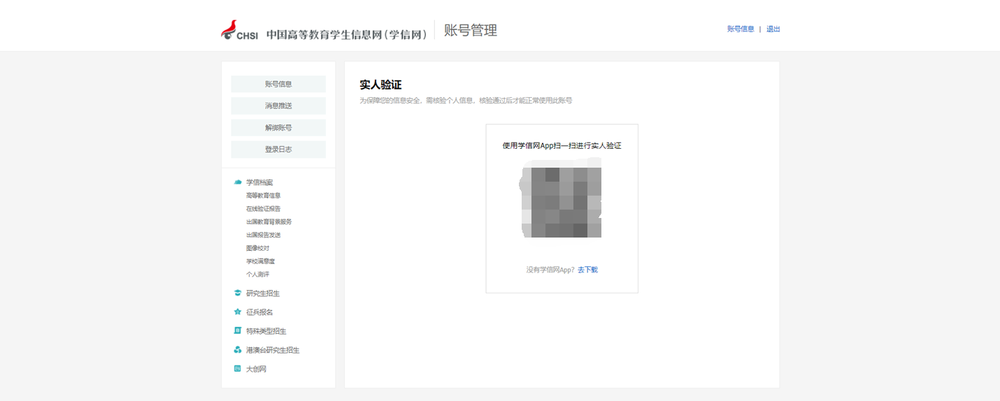 CHSI 中国高等教育学生信息网(学信网) 账号管理
账号信息 | 退出
账号信息
消息推送
解绑账号
登录日志
学信档案
高等教育信息
在线验证报告
出国教育背景服务
出国报告发送
图像校对
学校满意度
个人测评
研究生招生
征兵报名
特殊类型招生
港澳台研究生招生
大创网
实人验证
为保障您的信息安全，需核验个人信息，核验通过后才能正常使用此账号
使用学信网App扫一扫进行实人验证
没有学信网App？去下载